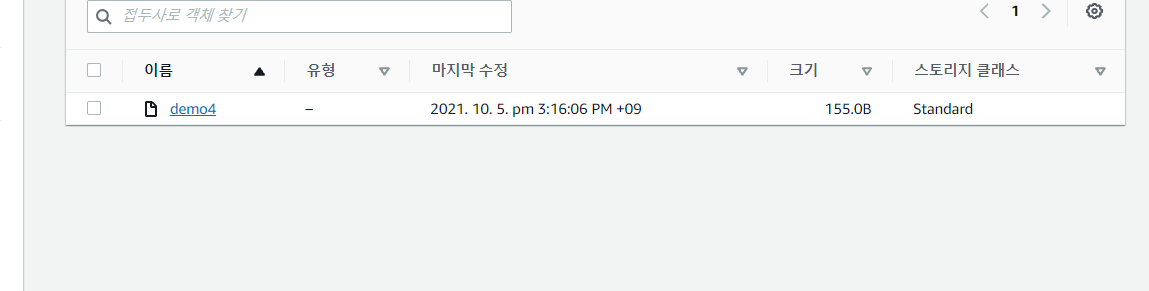 접두사로 객체 찾기
1
이름 유형 마지막 수정 크기 스토리지 클래스
demo4 – 2021. 10. 5. pm 3:16:06 PM +09 155.0B Standard